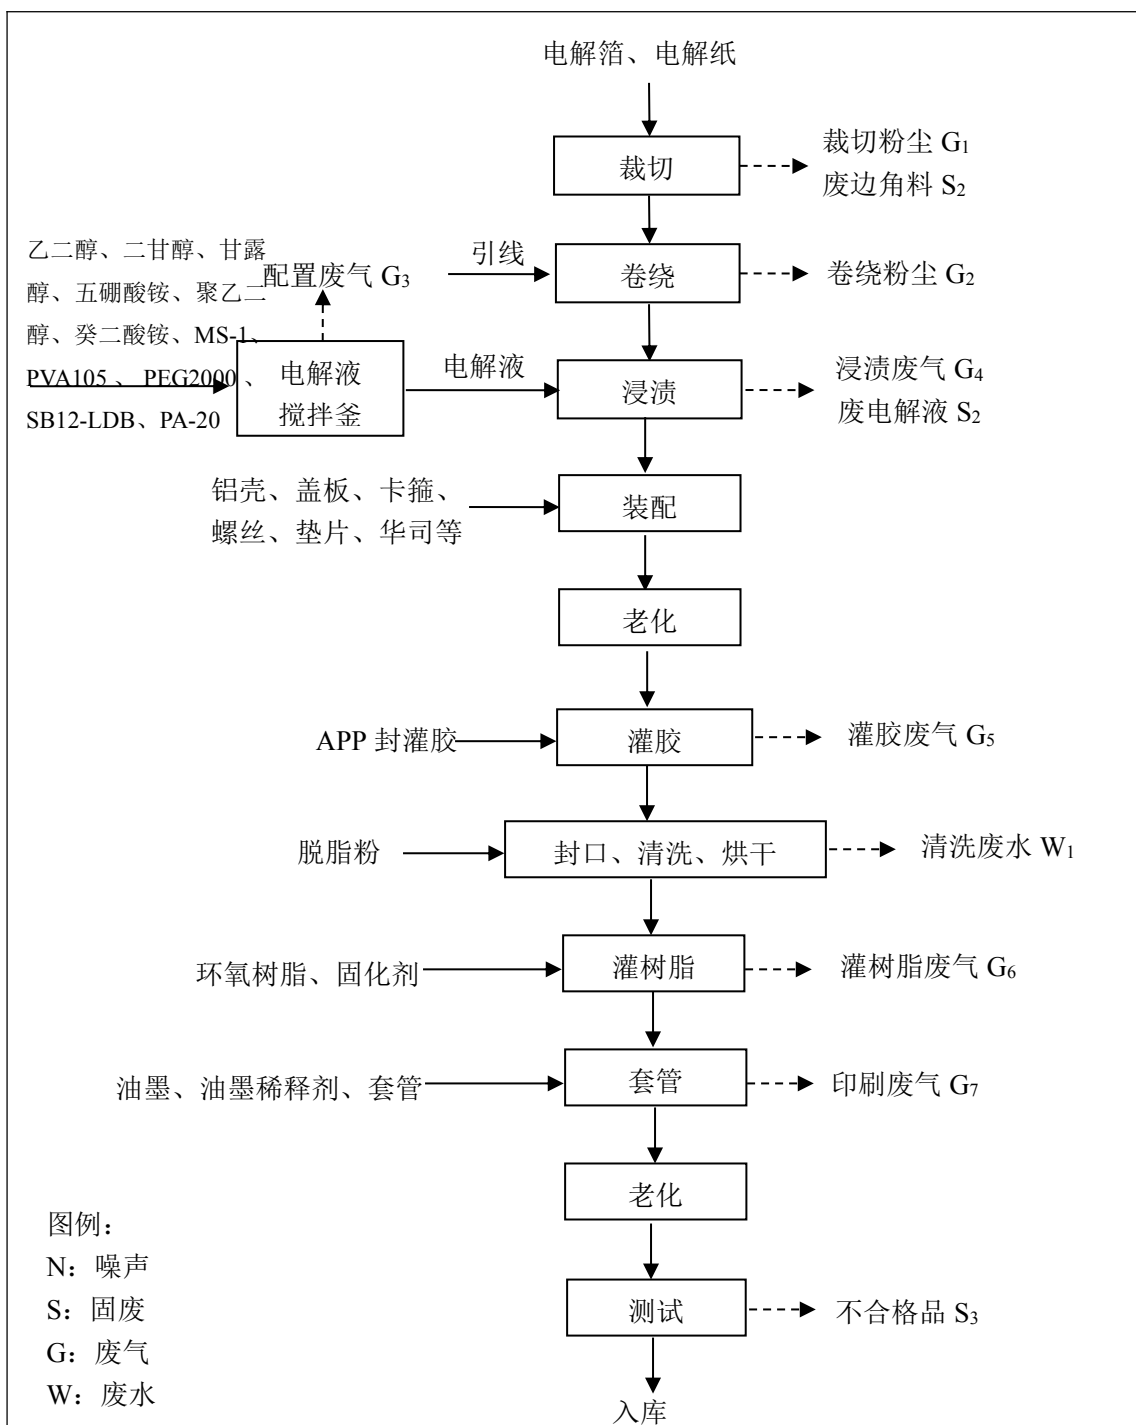 电解箔、电解纸
裁切
裁切粉尘 G₁
废边角料 S₂
引线
卷绕
卷绕粉尘 G₂
乙二醇、二甘醇、甘露
醇、五硼酸铵、聚乙二
醇、癸二酸铵、MS-1、
PVA105 、 PEG2000 、
SB12-LDB、PA-20
配置废气 G₃
电解液
搅拌釜
电解液
浸渍
浸渍废气 G₄
废电解液 S₂
铝壳、盖板、卡箍、
螺丝、垫片、华司等
装配
老化
APP 封灌胶
灌胶
灌胶废气 G₅
脱脂粉
封口、清洗、烘干
清洗废水 W₁
环氧树脂、固化剂
灌树脂
灌树脂废气 G₆
油墨、油墨稀释剂、套管
套管
印刷废气 G₇
老化
测试
不合格品 S₃
入库
图例：
N：噪声
S：固废
G：废气
W：废水